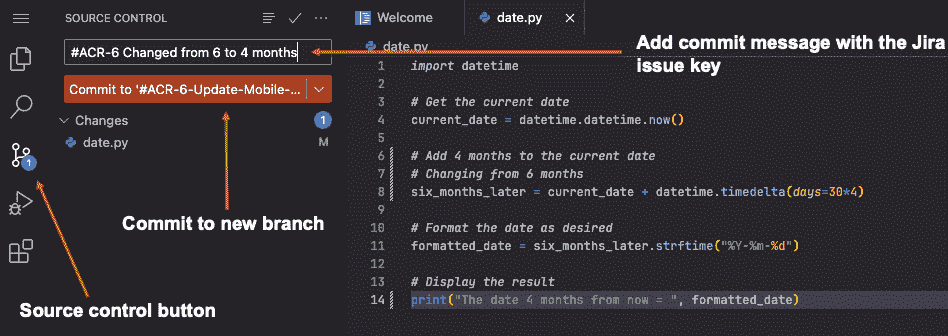 SOURCE CONTROL
#ACR-6 Changed from 6 to 4 months
Commit to '#ACR-6-Update-Mobile-...
Changes 1
date.py M
1
Commit to new branch
Source control button
Welcome
date.py
date.py
Add commit message with the Jira
issue key
1 import datetime
2
3 # Get the current date
4 current_date = datetime.datetime.now()
5
6 # Add 4 months to the current date
7 # Changing from 6 months
8 six_months_later = current_date + datetime.timedelta(days=30*4)
9
10 # Format the date as desired
11 formatted_date = six_months_later.strftime("%Y-%m-%d")
12
13 # Display the result
14 print("The date 4 months from now = ", formatted_date)